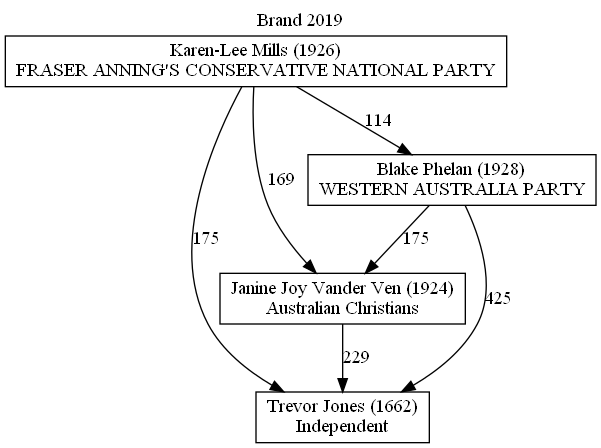 Brand 2019
Karen-Lee Mills (1926)
FRASER ANNING'S CONSERVATIVE NATIONAL PARTY
114
Blake Phelan (1928)
WESTERN AUSTRALIA PARTY
169
175
175
Janine Joy Vander Ven (1924)
Australian Christians
425
229
Trevor Jones (1662)
Independent